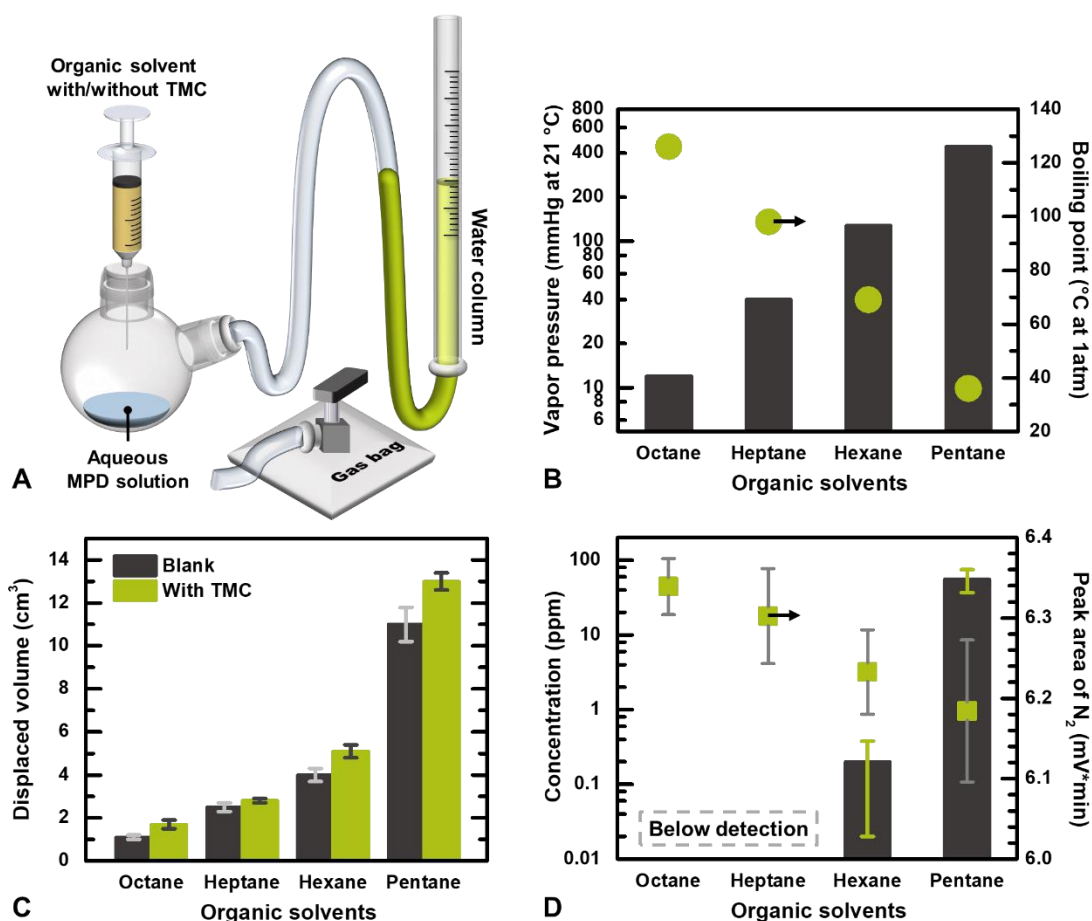 Organic solvent
with/without TMC
Aqueous
MPD solution
Water column
Gas bag
A
Vapor pressure (mmHg at 21 °C)
800
600
400
200
100
80
60
40
20
10
8
6
140
120
100
80
60
40
20
Boiling point (°C at 1atm)
Octane Heptane Hexane Pentane
Organic solvents
B
Displaced volume (cm³)
14
12
10
8
6
4
2
0
Blank
With TMC
Octane Heptane Hexane Pentane
Organic solvents
C
Concentration (ppm)
100
10
1
0.1
0.01
Below detection
6.4
6.3
6.2
6.1
6.0
Peak area of N₂ (mV*min)
Octane Heptane Hexane Pentane
Organic solvents
D